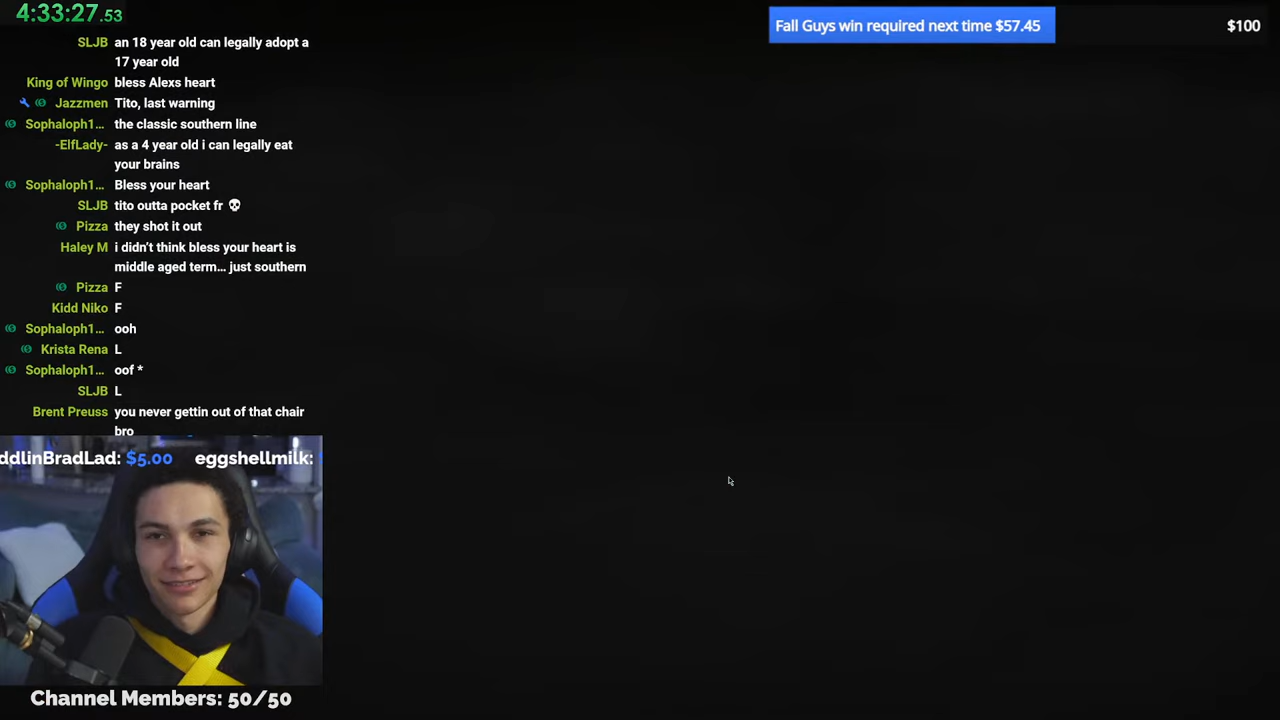 4:33:27.53
Fall Guys win required next time $57.45
$100
SLJB an 18 year old can legally adopt a
17 year old
King of Wingo bless Alexs heart
Jazzmen Tito, last warning
Sophaloph1... the classic southern line
-ElfLady- as a 4 year old i can legally eat
your brains
Sophaloph1... Bless your heart
SLJB tito outta pocket fr 💀
Pizza they shot it out
Haley M i didn't think bless your heart is
middle aged term... just southern
Pizza F
Kidd Niko F
Sophaloph1... ooh
Krista Rena L
Sophaloph1... oof *
SLJB L
Brent Preuss you never gettin out of that chair
bro
ddlinBradLad: $5.00 eggshellmilk:
Channel Members: 50/50